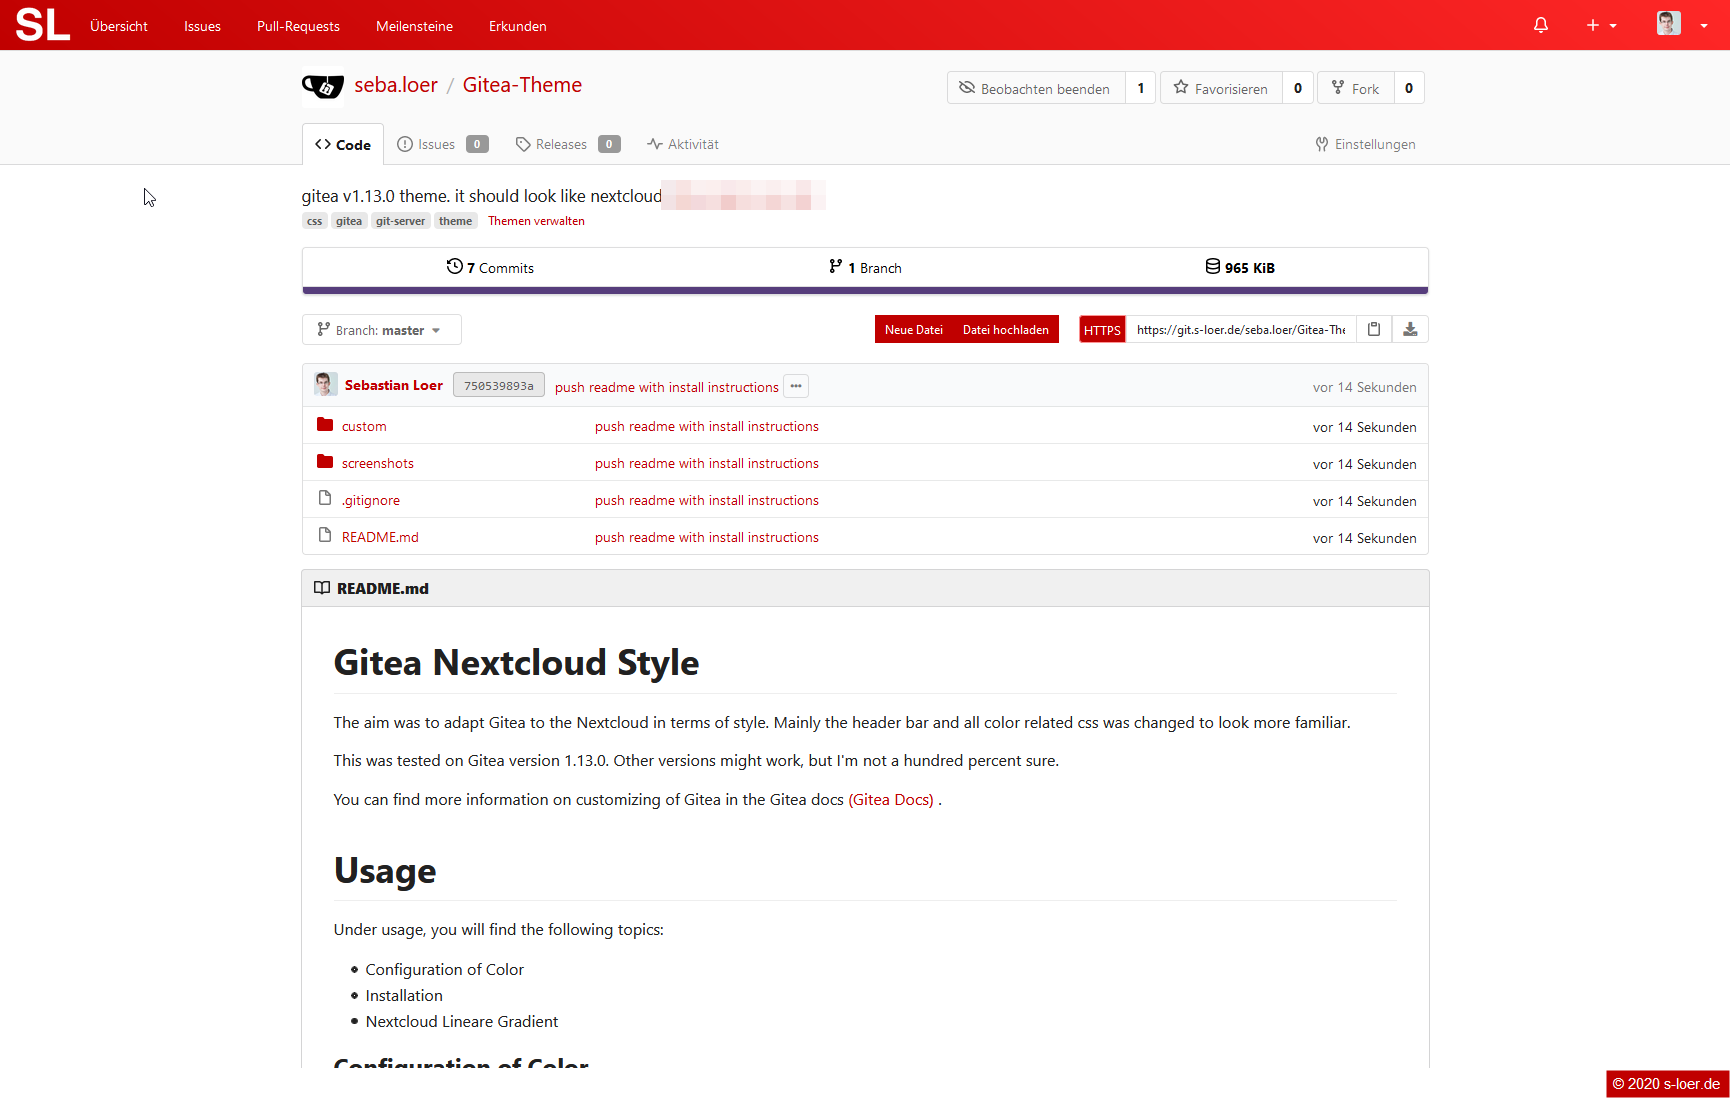 SL Übersicht Issues Pull-Requests Meilensteine Erkunden
seba.loer / Gitea-Theme Beobachten beenden 1 Favorisieren 0 Fork 0
Code Issues 0 Releases 0 Aktivität Einstellungen
gitea v1.13.0 theme. it should look like nextcloud
css gitea git-server theme Themen verwalten
7 Commits 1 Branch 965 KiB
Branch: master Neue Datei Datei hochladen HTTPS https://git.s-loer.de/seba.loer/Gitea-The
Sebastian Loer 750539893a push readme with install instructions ... vor 14 Sekunden
custom push readme with install instructions vor 14 Sekunden
screenshots push readme with install instructions vor 14 Sekunden
.gitignore push readme with install instructions vor 14 Sekunden
README.md push readme with install instructions vor 14 Sekunden
README.md
Gitea Nextcloud Style
The aim was to adapt Gitea to the Nextcloud in terms of style. Mainly the header bar and all color related css was changed to look more familiar.
This was tested on Gitea version 1.13.0. Other versions might work, but I'm not a hundred percent sure.
You can find more information on customizing of Gitea in the Gitea docs (Gitea Docs) .
Usage
Under usage, you will find the following topics:
• Configuration of Color
• Installation
• Nextcloud Lineare Gradient
Configuration of Color
© 2020 s-loer.de